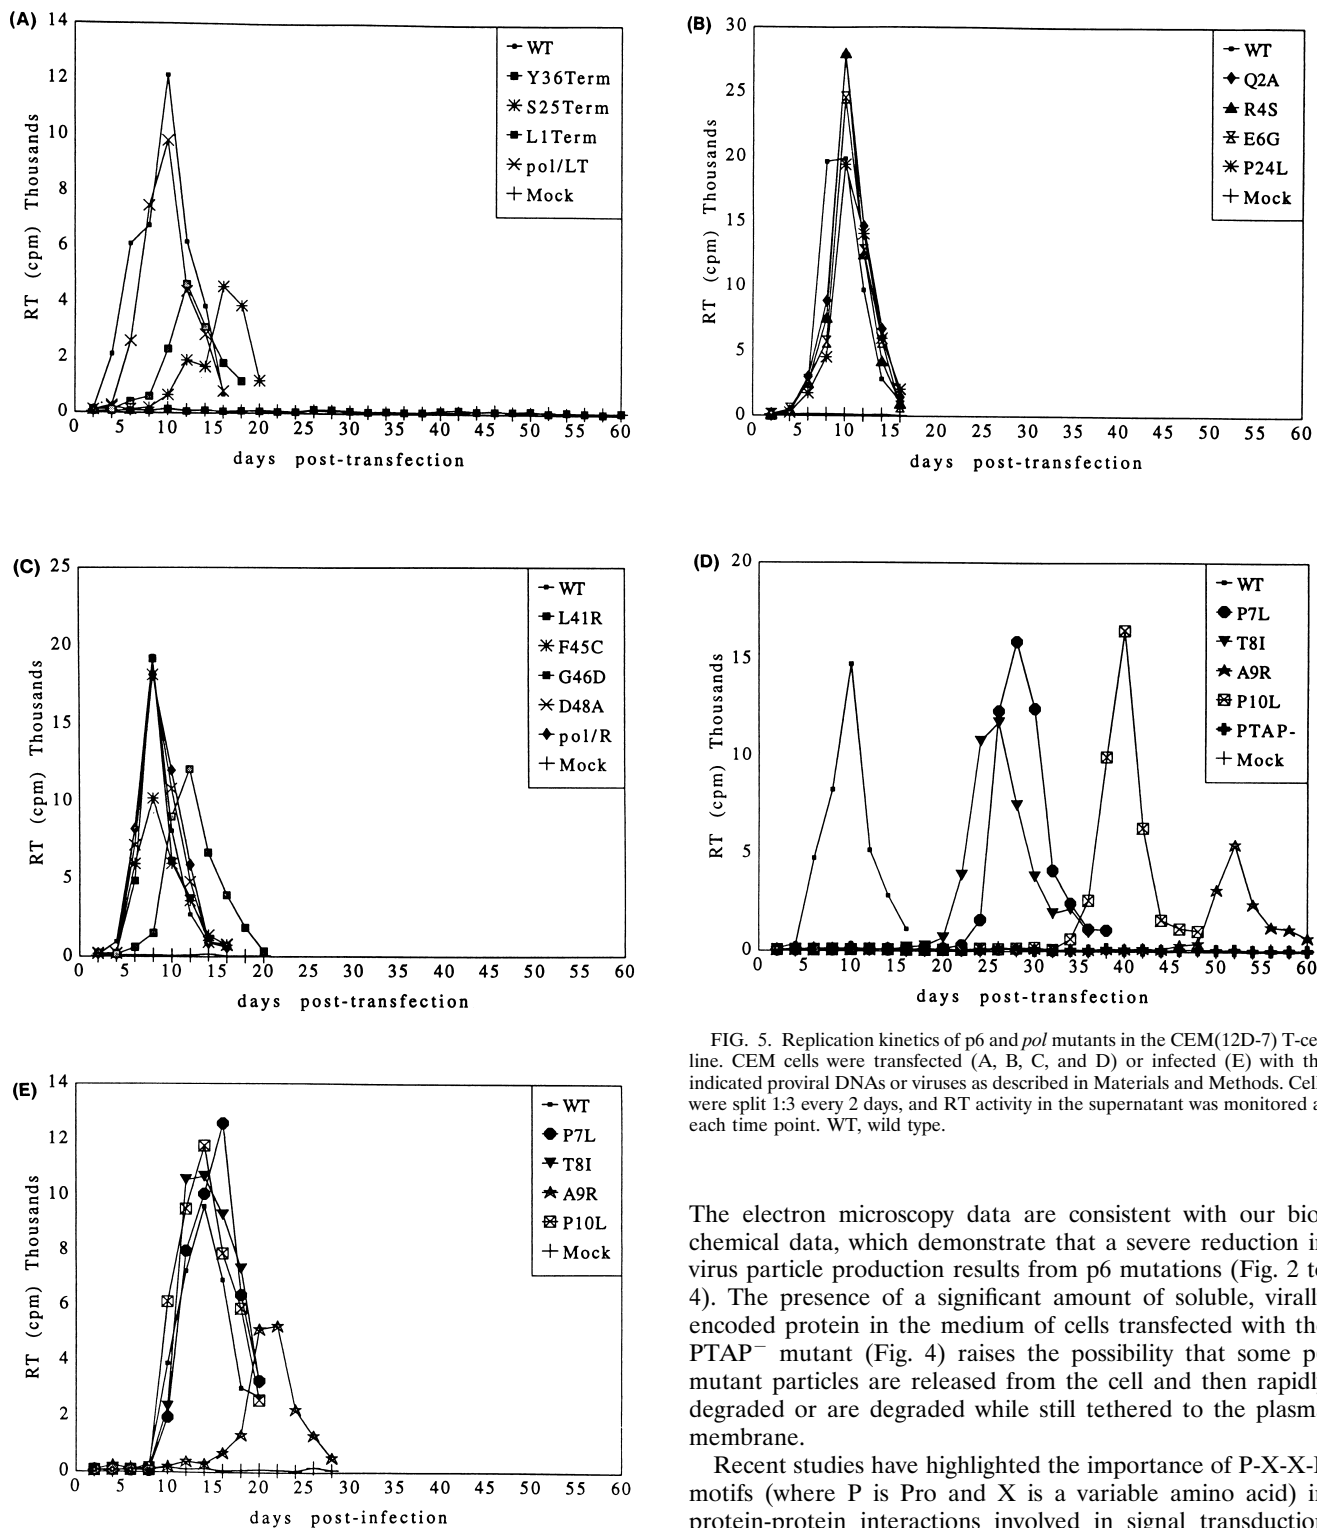 (A)
14
12
10
8
6
4
2
0
RT (cpm) Thousands
WT
Y36Term
S25Term
L1Term
pol/LT
Mock
0 5 10 15 20 25 30 35 40 45 50 55 60
days post-transfection
(B)
30
25
20
15
10
5
0
RT (cpm) Thousands
WT
Q2A
R4S
E6G
P24L
Mock
0 5 10 15 20 25 30 35 40 45 50 55 60
days post-transfection
(C)
25
20
15
10
5
0
RT (cpm) Thousands
WT
L41R
F45C
G46D
D48A
pol/R
Mock
0 5 10 15 20 25 30 35 40 45 50 55 60
days post-transfection
(D)
20
15
10
5
0
RT (cpm) Thousands
WT
P7L
T8I
A9R
P10L
PTAP-
Mock
0 5 10 15 20 25 30 35 40 45 50 55 60
days post-transfection
FIG. 5. Replication kinetics of p6 and pol mutants in the CEM(12D-7) T-ce
line. CEM cells were transfected (A, B, C, and D) or infected (E) with th
indicated proviral DNAs or viruses as described in Materials and Methods. Cell
were split 1:3 every 2 days, and RT activity in the supernatant was monitored a
each time point. WT, wild type.
(E)
14
12
10
8
6
4
2
0
RT (cpm) Thousands
WT
P7L
T8I
A9R
P10L
Mock
0 5 10 15 20 25 30 35 40 45 50 55 60
days post-infection
The electron microscopy data are consistent with our bio
chemical data, which demonstrate that a severe reduction in
virus particle production results from p6 mutations (Fig. 2 to
4). The presence of a significant amount of soluble, virall
encoded protein in the medium of cells transfected with the
PTAP⁻ mutant (Fig. 4) raises the possibility that some p
mutant particles are released from the cell and then rapidl
degraded or are degraded while still tethered to the plasm
membrane.
Recent studies have highlighted the importance of P-X-X-
motifs (where P is Pro and X is a variable amino acid) in
protein-protein interactions involved in signal transduction